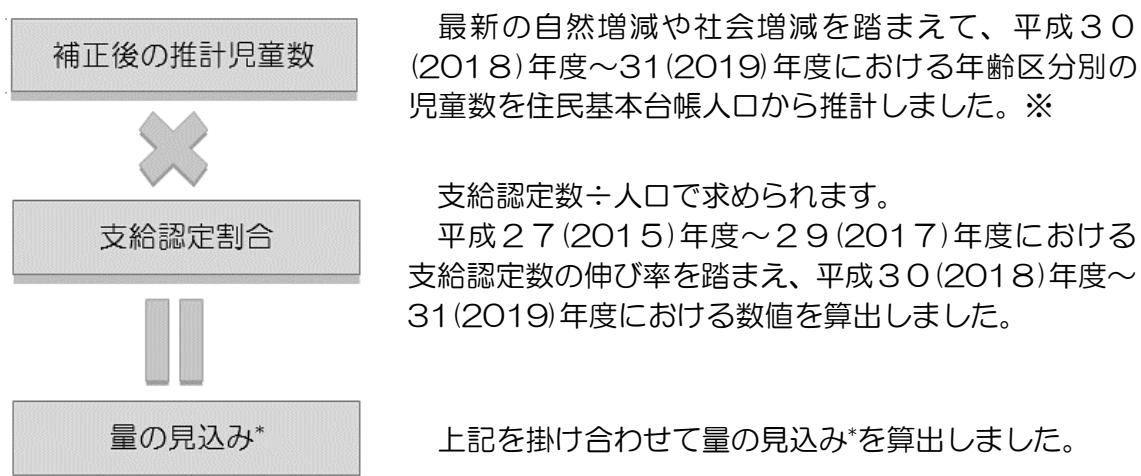 補正後の推計児童数
最新の自然増減や社会増減を踏まえて、平成３０
(201８)年度～31(2019)年度における年齢区分別の
児童数を住民基本台帳人口から推計しました。※
支給認定割合
支給認定数÷人口で求められます。
平成２７(2015)年度～２９(201７)年度における
支給認定数の伸び率を踏まえ、平成３０(2018)年度～
31(2019)年度における数値を算出しました。
量の見込み*
上記を掛け合わせて量の見込み*を算出しました。